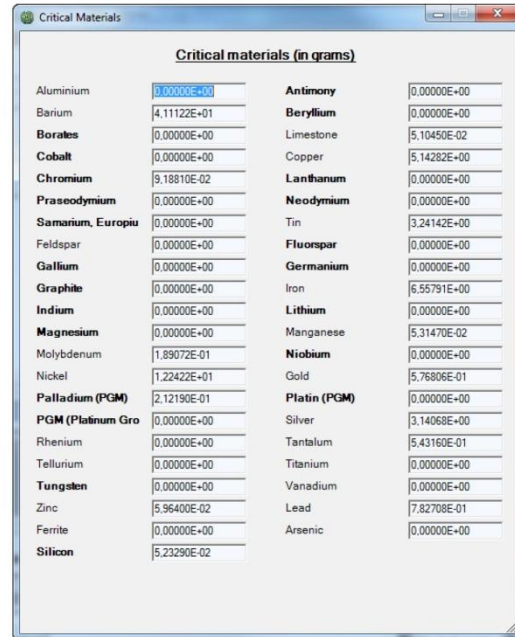 Critical Materials
Critical materials (in grams)
Aluminium 0,00000E+00 Antimony 0,00000E+00
Barium 4,11122E+01 Beryllium 0,00000E+00
Borates 0,00000E+00 Limestone 5,10450E-02
Cobalt 0,00000E+00 Copper 5,14282E+00
Chromium 9,18810E-02 Lanthanum 0,00000E+00
Praseodymium 0,00000E+00 Neodymium 0,00000E+00
Samarium, Europiu 0,00000E+00 Tin 3,24142E+00
Feldspar 0,00000E+00 Fluorspar 0,00000E+00
Gallium 0,00000E+00 Germanium 0,00000E+00
Graphite 0,00000E+00 Iron 6,55791E+00
Indium 0,00000E+00 Lithium 0,00000E+00
Magnesium 0,00000E+00 Manganese 5,31470E-02
Molybdenum 1,89072E-01 Niobium 0,00000E+00
Nickel 1,22422E+01 Gold 5,76806E-01
Palladium (PGM) 2,12190E-01 Platin (PGM) 0,00000E+00
PGM (Platinum Gro 0,00000E+00 Silver 3,14068E+00
Rhenium 0,00000E+00 Tantalum 5,43160E-01
Tellurium 0,00000E+00 Titanium 0,00000E+00
Tungsten 0,00000E+00 Vanadium 0,00000E+00
Zinc 5,96400E-02 Lead 7,82708E-01
Ferrite 0,00000E+00 Arsenic 0,00000E+00
Silicon 5,23290E-02